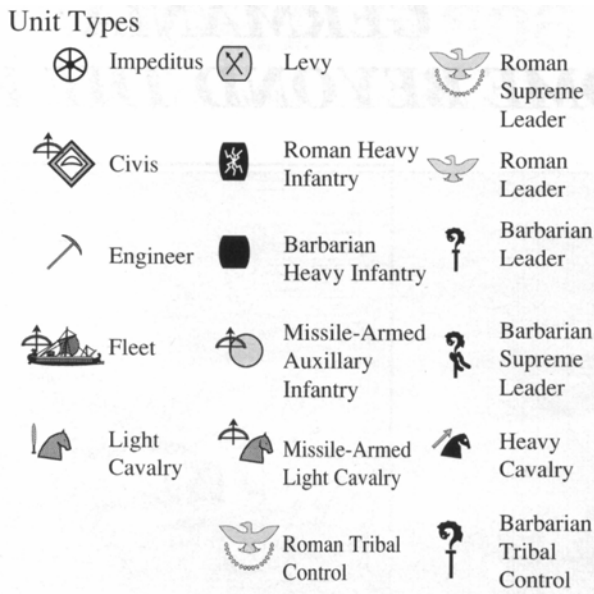 Unit Types
Impeditus
Levy
Roman
Supreme
Leader
Civis
Roman Heavy
Infantry
Roman
Leader
Engineer
Barbarian
Heavy Infantry
Barbarian
Leader
Fleet
Missile-Armed
Auxillary
Infantry
Barbarian
Supreme
Leader
Light
Cavalry
Missile-Armed
Light Cavalry
Heavy
Cavalry
Roman Tribal
Control
Barbarian
Tribal
Control